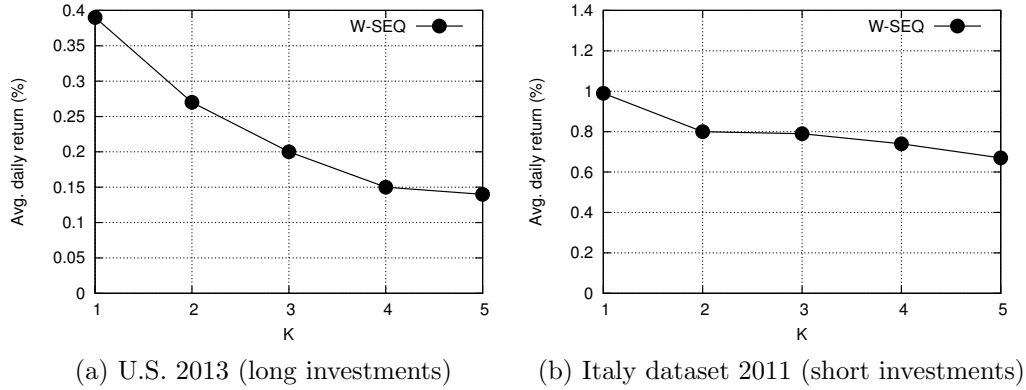 0.4
0.35
0.3
0.25
0.2
0.15
0.1
0.05
0
Avg. daily return (%)
W-SEQ
1 2 3 4 5
K
(a) U.S. 2013 (long investments)
1.4
1.2
1
0.8
0.6
0.4
0.2
0
Avg. daily return (%)
W-SEQ
1 2 3 4 5
K
(b) Italy dataset 2011 (short investments)